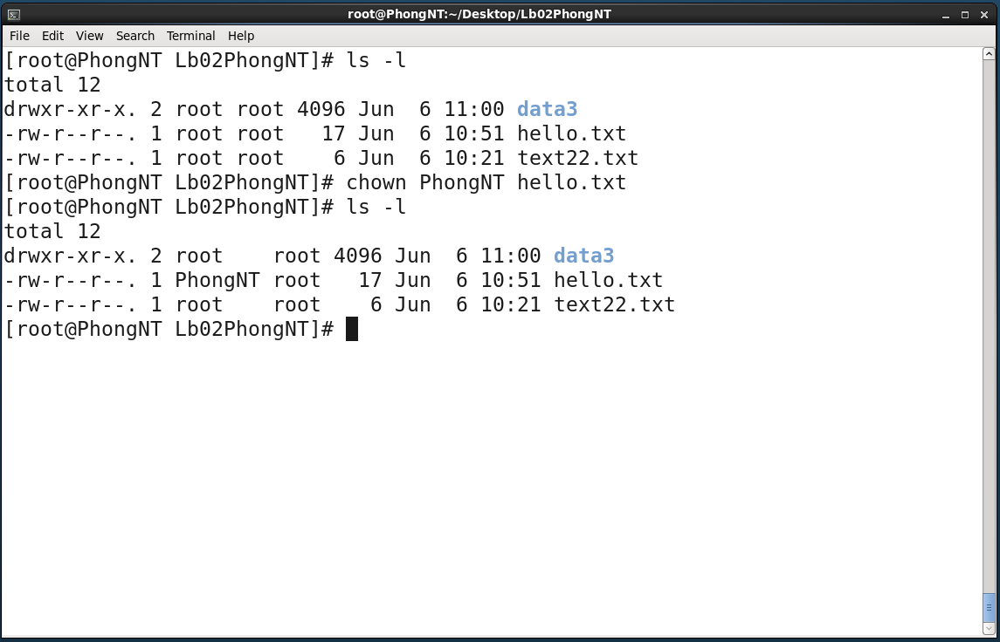 root@PhongNT:~/Desktop/Lb02PhongNT
File Edit View Search Terminal Help
[root@PhongNT Lb02PhongNT]# ls -l
total 12
drwxr-xr-x. 2 root root 4096 Jun  6 11:00 data3
-rw-r--r--. 1 root root   17 Jun  6 10:51 hello.txt
-rw-r--r--. 1 root root    6 Jun  6 10:21 text22.txt
[root@PhongNT Lb02PhongNT]# chown PhongNT hello.txt
[root@PhongNT Lb02PhongNT]# ls -l
total 12
drwxr-xr-x. 2 root    root 4096 Jun  6 11:00 data3
-rw-r--r--. 1 PhongNT root   17 Jun  6 10:51 hello.txt
-rw-r--r--. 1 root    root    6 Jun  6 10:21 text22.txt
[root@PhongNT Lb02PhongNT]#